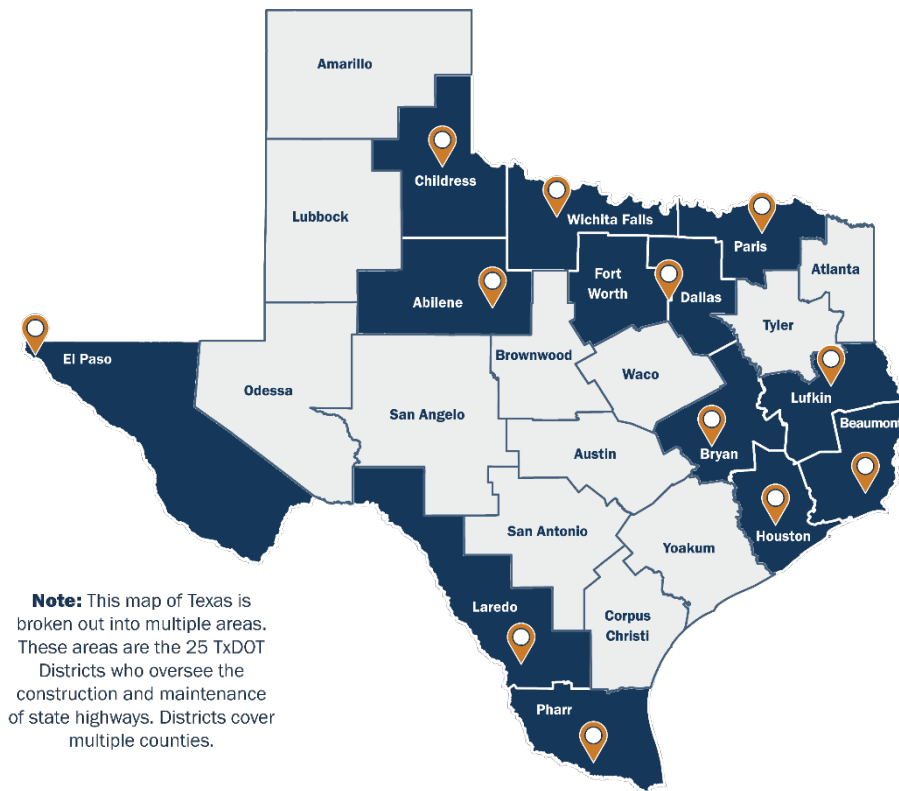 Amarillo
Childress
Lubbock
Wichita Falls
Paris
Atlanta
Fort
Worth
Dallas
Abilene
Tyler
El Paso
Brownwood
Waco
Odessa
Lufkin
San Angelo
Beaumont
Austin
Bryan
San Antonio
Houston
Yoakum
Laredo
Corpus
Christi
Pharr
Note: This map of Texas is
broken out into multiple areas.
These areas are the 25 TxDOT
Districts who oversee the
construction and maintenance
of state highways. Districts cover
multiple counties.